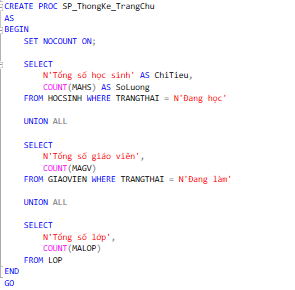 CREATE PROC SP_ThongKe_TrangChu
AS
BEGIN
SET NOCOUNT ON;
SELECT
N'Tổng số học sinh' AS ChiTieu,
COUNT(MAHS) AS SoLuong
FROM HOCSINH WHERE TRANGTHAI = N'Đang học'
UNION ALL
SELECT
N'Tổng số giáo viên',
COUNT(MAGV)
FROM GIAOVIEN WHERE TRANGTHAI = N'Đang làm'
UNION ALL
SELECT
N'Tổng số lớp',
COUNT(MALOP)
FROM LOP
END
GO